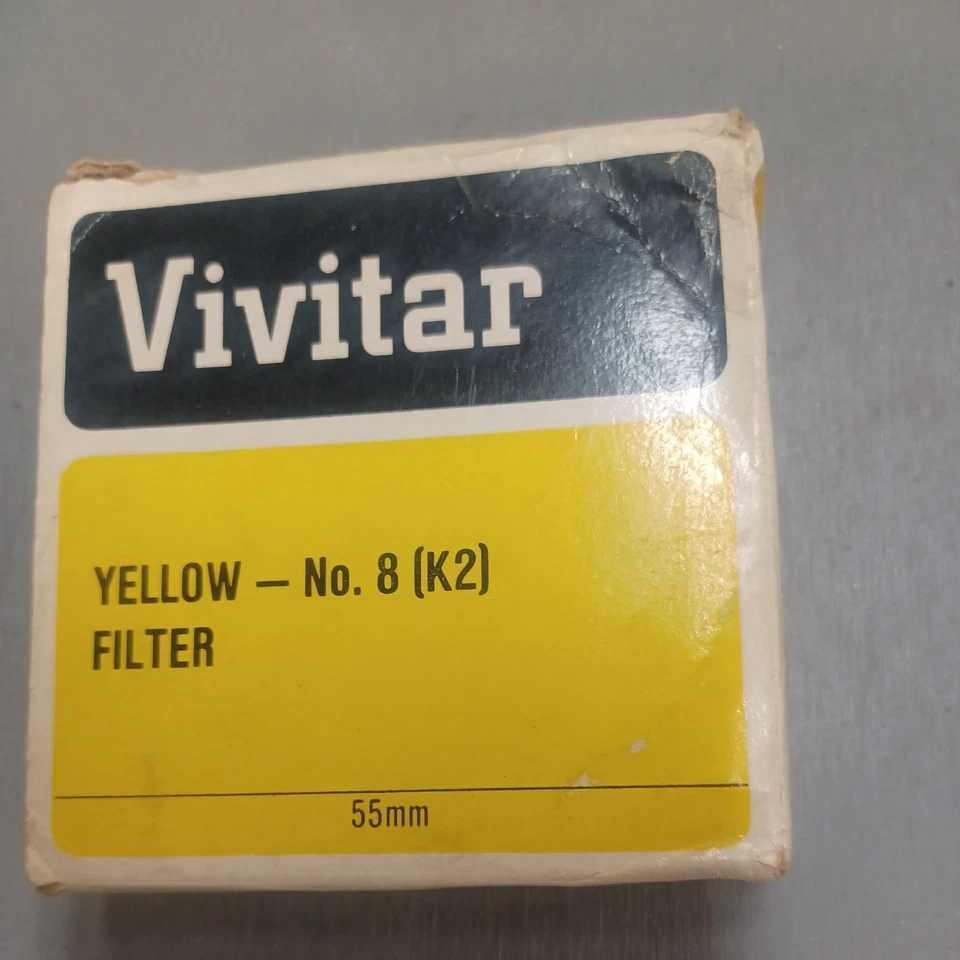 Vivitar
YELLOW — No. 8 (K2)
FILTER
55mm